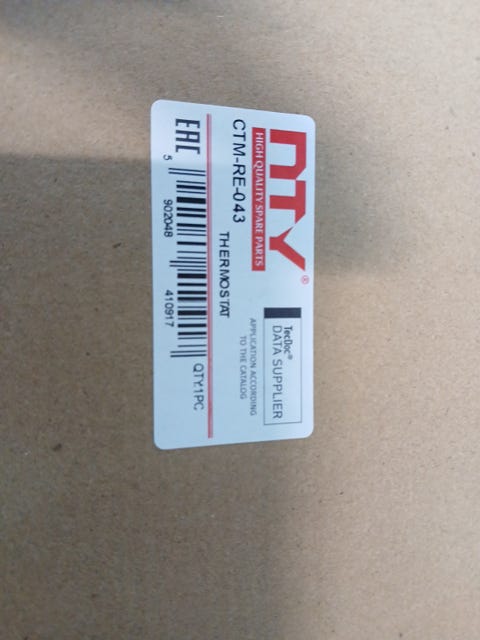 NTY®
HIGH QUALITY SPARE PARTS
TecDoc®
DATA SUPPLIER
APPLICATION ACCORDING
TO THE CATALOG
CTM-RE-043
THERMOSTAT
EAC
5 902048 410917
QTY:1PC